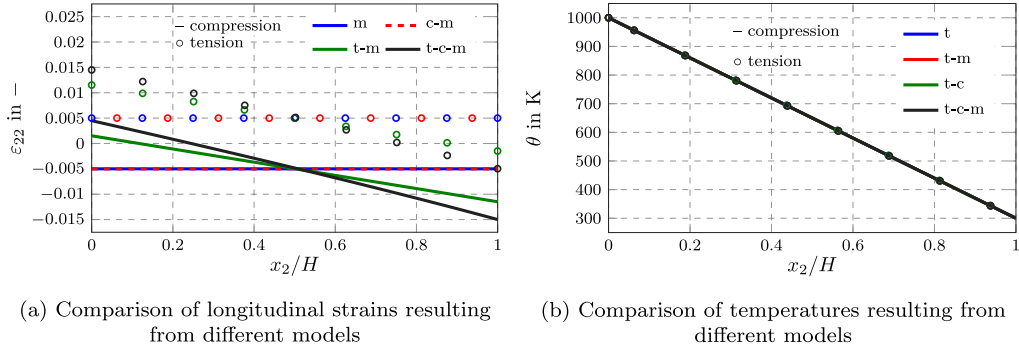 0.025
0.02
0.015
0.01
0.005
0
−0.005
−0.01
−0.015
ε₂₂ in −
compression
tension
m
c-m
t-m
t-c-m
0 0.2 0.4 0.6 0.8 1
x₂/H
(a) Comparison of longitudinal strains resulting
from different models
1000
900
800
700
600
500
400
300
θ in K
compression
tension
t
t-m
t-c
t-c-m
0 0.2 0.4 0.6 0.8 1
x₂/H
(b) Comparison of temperatures resulting from
different models